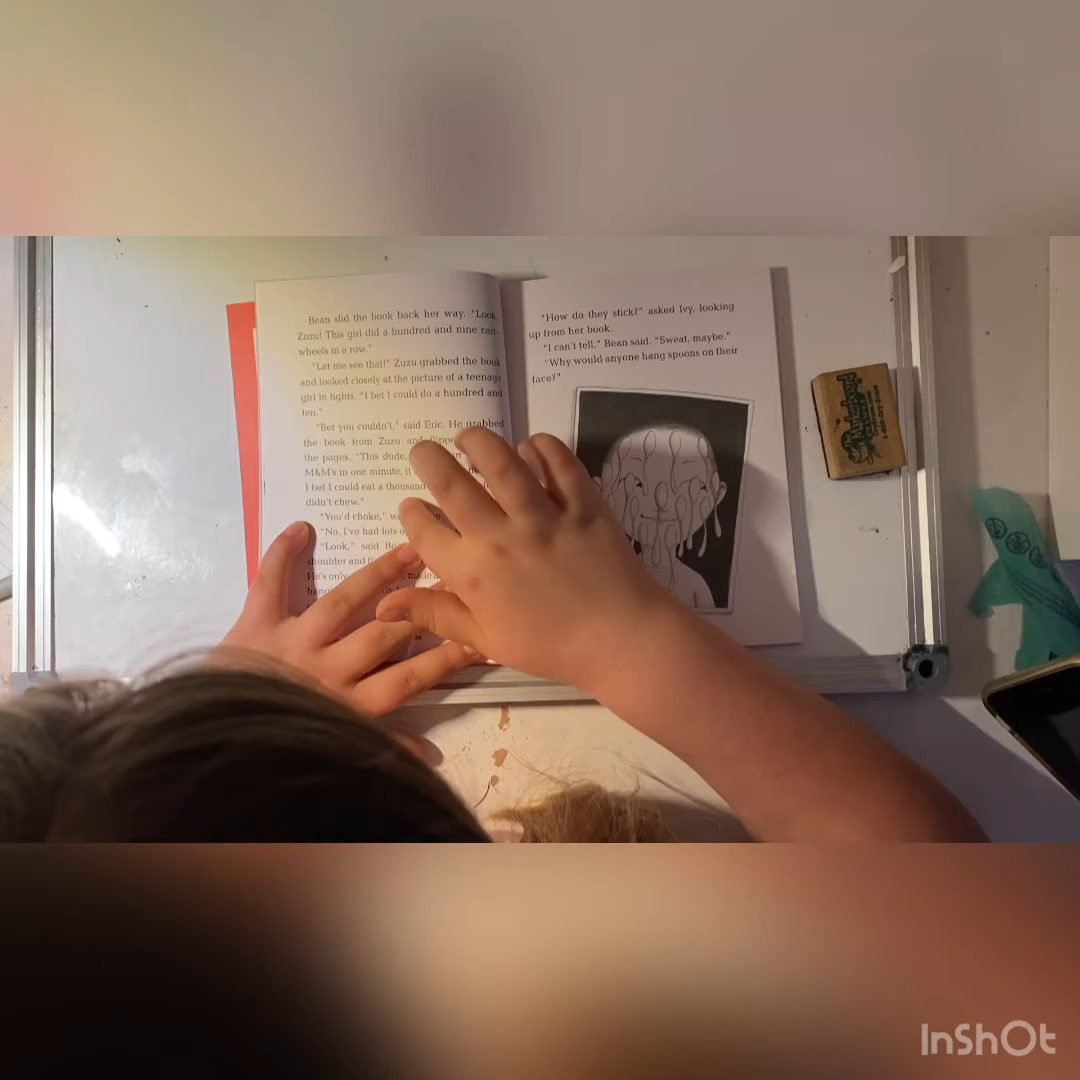 Bean slid the book back her way. "Look,
Zuzu! This girl did a hundred and nine cart-
wheels in a row."
"Let me see that!" Zuzu grabbed the book
and looked closely at the picture of a teenage
girl in tights. "I bet I could do a hundred and
ten."
"Bet you couldn't," said Eric. He grabbed
the book from Zuzu and
the pages. "This dude,
M&M's in one minute,
I bet I could eat a thousand
didn't chew."
"You'd choke,"
"No. I've had lots
"Look," said
shoulder and
He's only made
"How do they stick?" asked Ivy, looking
up from her book.
"I can't tell," Bean said. "Sweat, maybe."
"Why would anyone hang spoons on their
face?"
InShOt